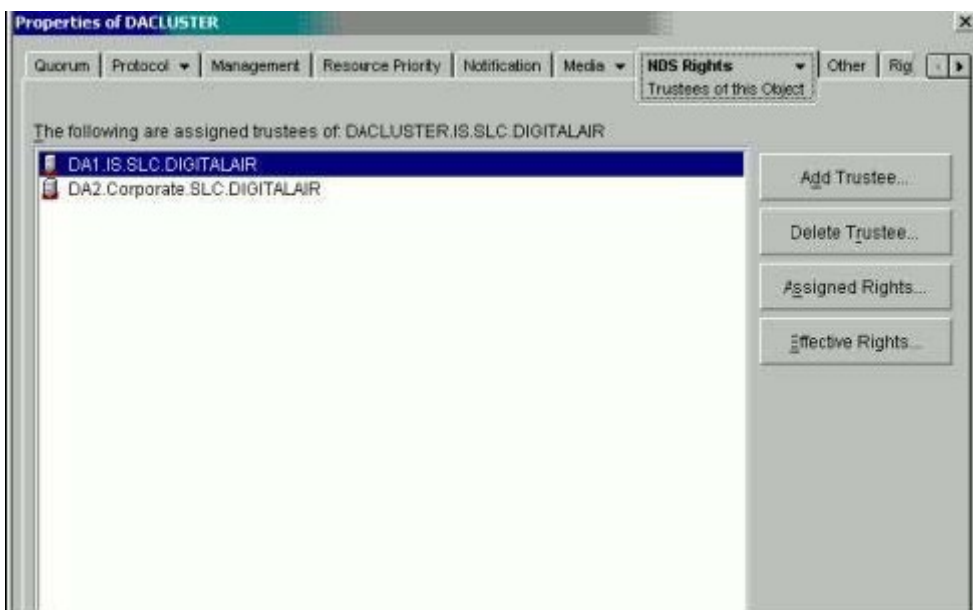 Properties of DACLUSTER
Quorum Protocol Management Resource Priority Notification Media NDS Rights Other Rig
Trustees of this Object
The following are assigned trustees of: DACLUSTER.IS.SLC.DIGITALAIR
DA1.IS.SLC.DIGITALAIR
DA2.Corporate.SLC.DIGITALAIR
Add Trustee...
Delete Trustee...
Assigned Rights...
Effective Rights...